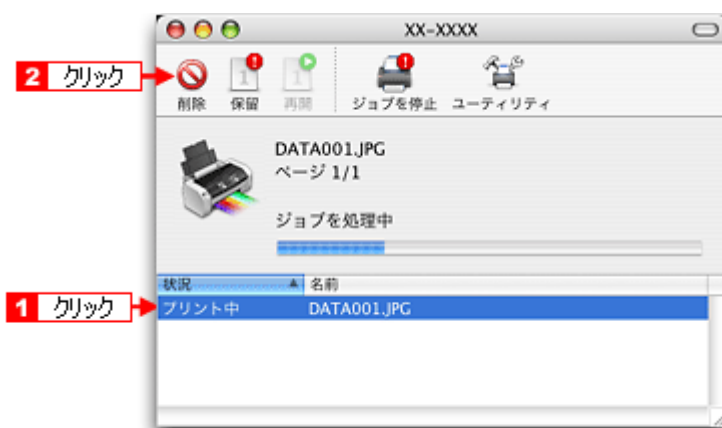 XX-XXXX
2 クリック
削除 保留 再開 ジョブを停止 ユーティリティ
DATA001.JPG
ページ 1/1
ジョブを処理中
状況 名前
1 クリック
プリント中 DATA001.JPG